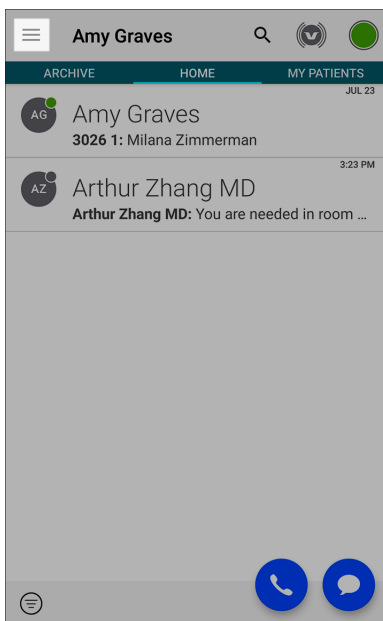 Amy Graves
ARCHIVE HOME MY PATIENTS
JUL 23
AG
Amy Graves
3026 1: Milana Zimmerman
3:23 PM
AZ
Arthur Zhang MD
Arthur Zhang MD: You are needed in room ...